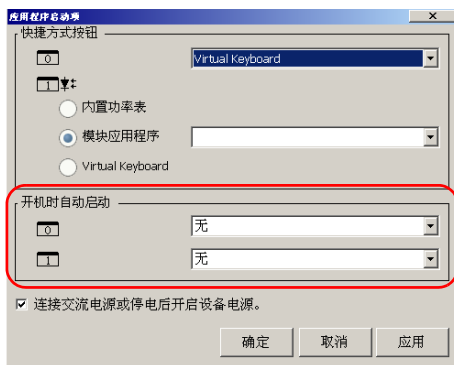 应用程序启动项
快捷方式按钮
0 Virtual Keyboard
1
内置功率表
模块应用程序
Virtual Keyboard
开机时自动启动
0 无
1 无
连接交流电源或停电后开启设备电源。
确定 取消 应用